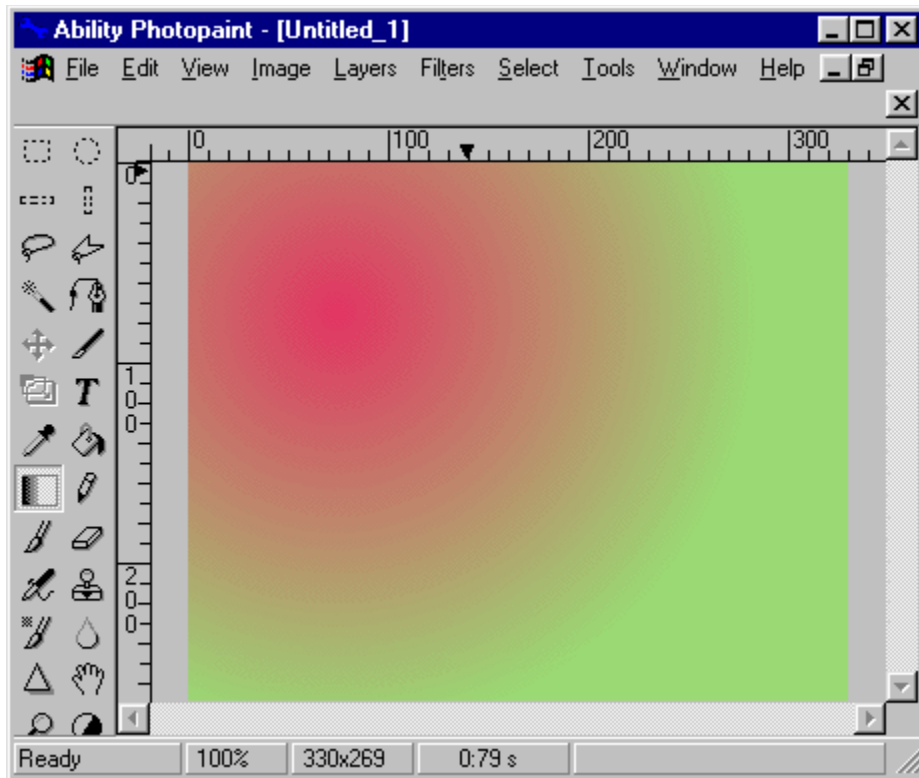 Ability Photopaint - [Untitled_1]
File Edit View Image Layers Filters Select Tools Window Help
0 100 200 300
0
100
T
200
Ready 100% 330x269 0:79 s